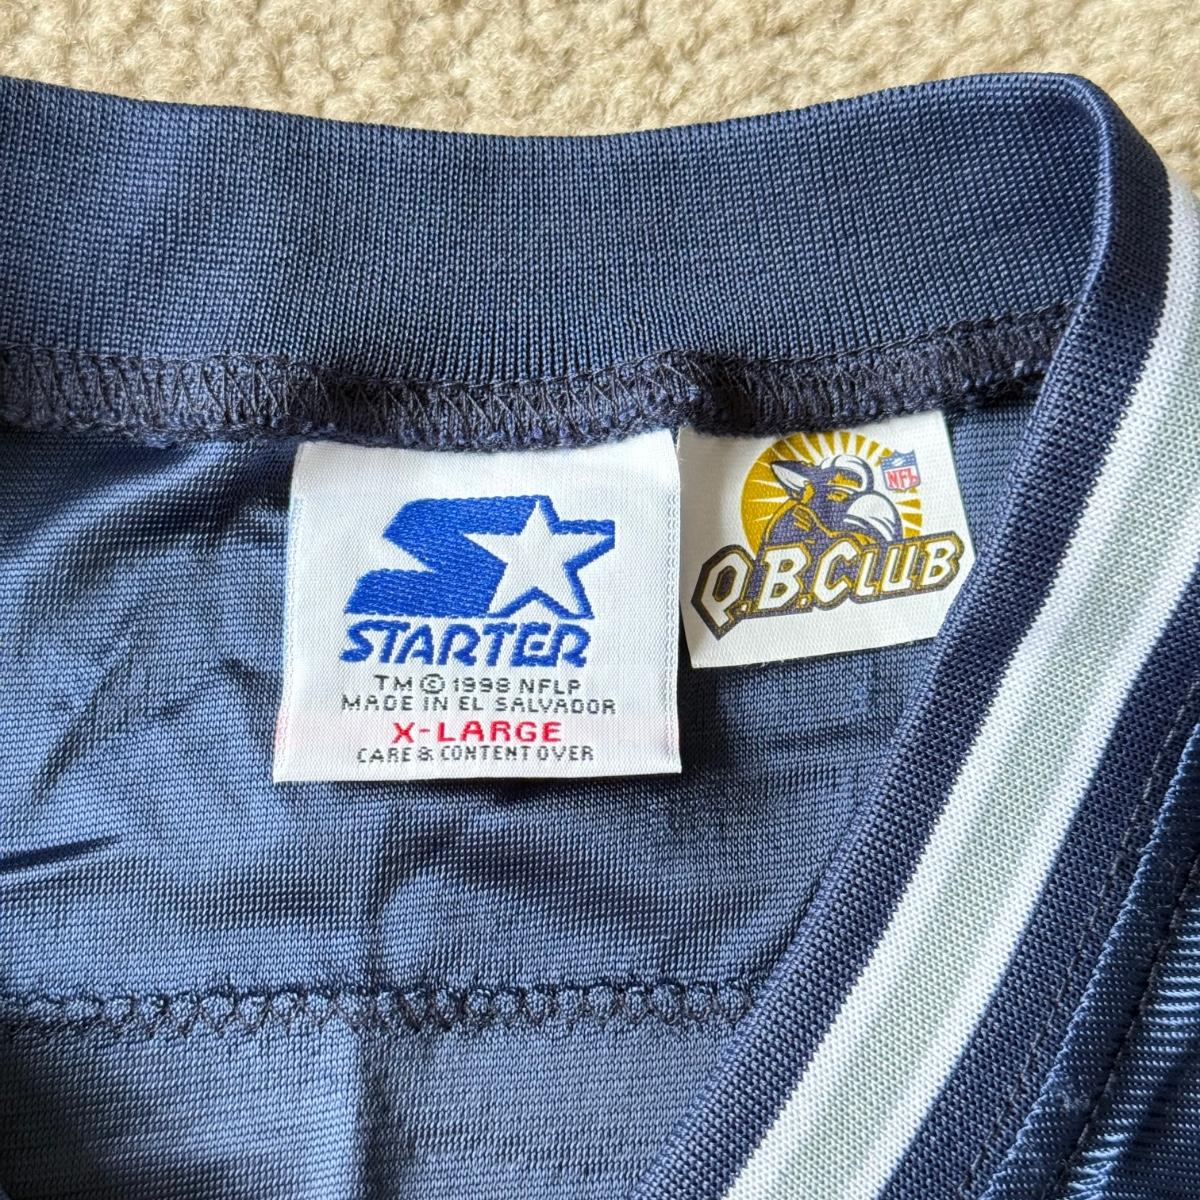 STARTER
TM © 1998 NFLP
MADE IN EL SALVADOR
X-LARGE
CARE & CONTENT OVER
NFL
Q.B.CLUB